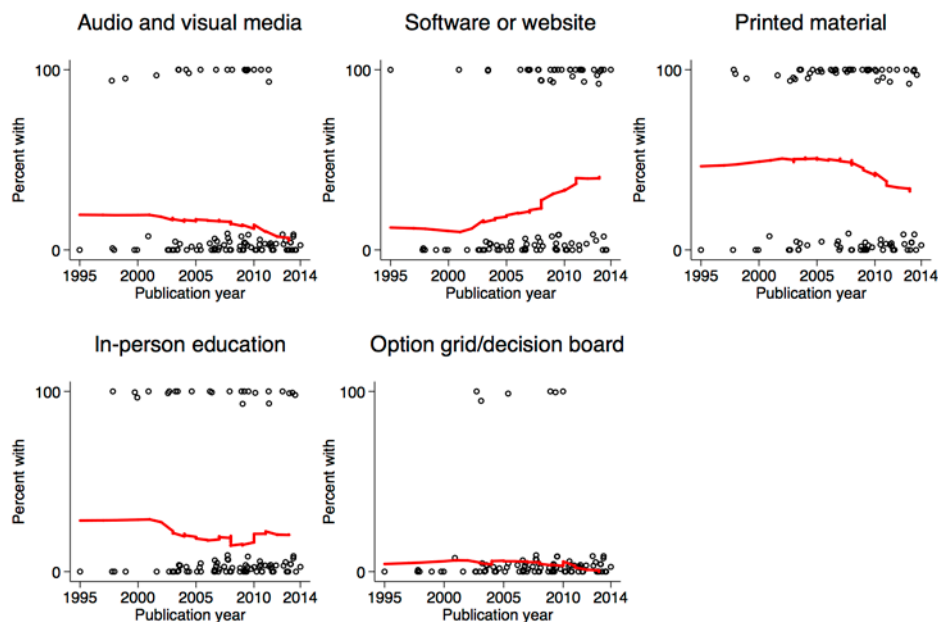 Audio and visual media
Software or website
Printed material
Percent with
100
0
1995 2000 2005 2010 2014
Publication year
Percent with
100
0
1995 2000 2005 2010 2014
Publication year
Percent with
100
0
1995 2000 2005 2010 2014
Publication year
In-person education
Option grid/decision board
Percent with
100
0
1995 2000 2005 2010 2014
Publication year
Percent with
100
0
1995 2000 2005 2010 2014
Publication year